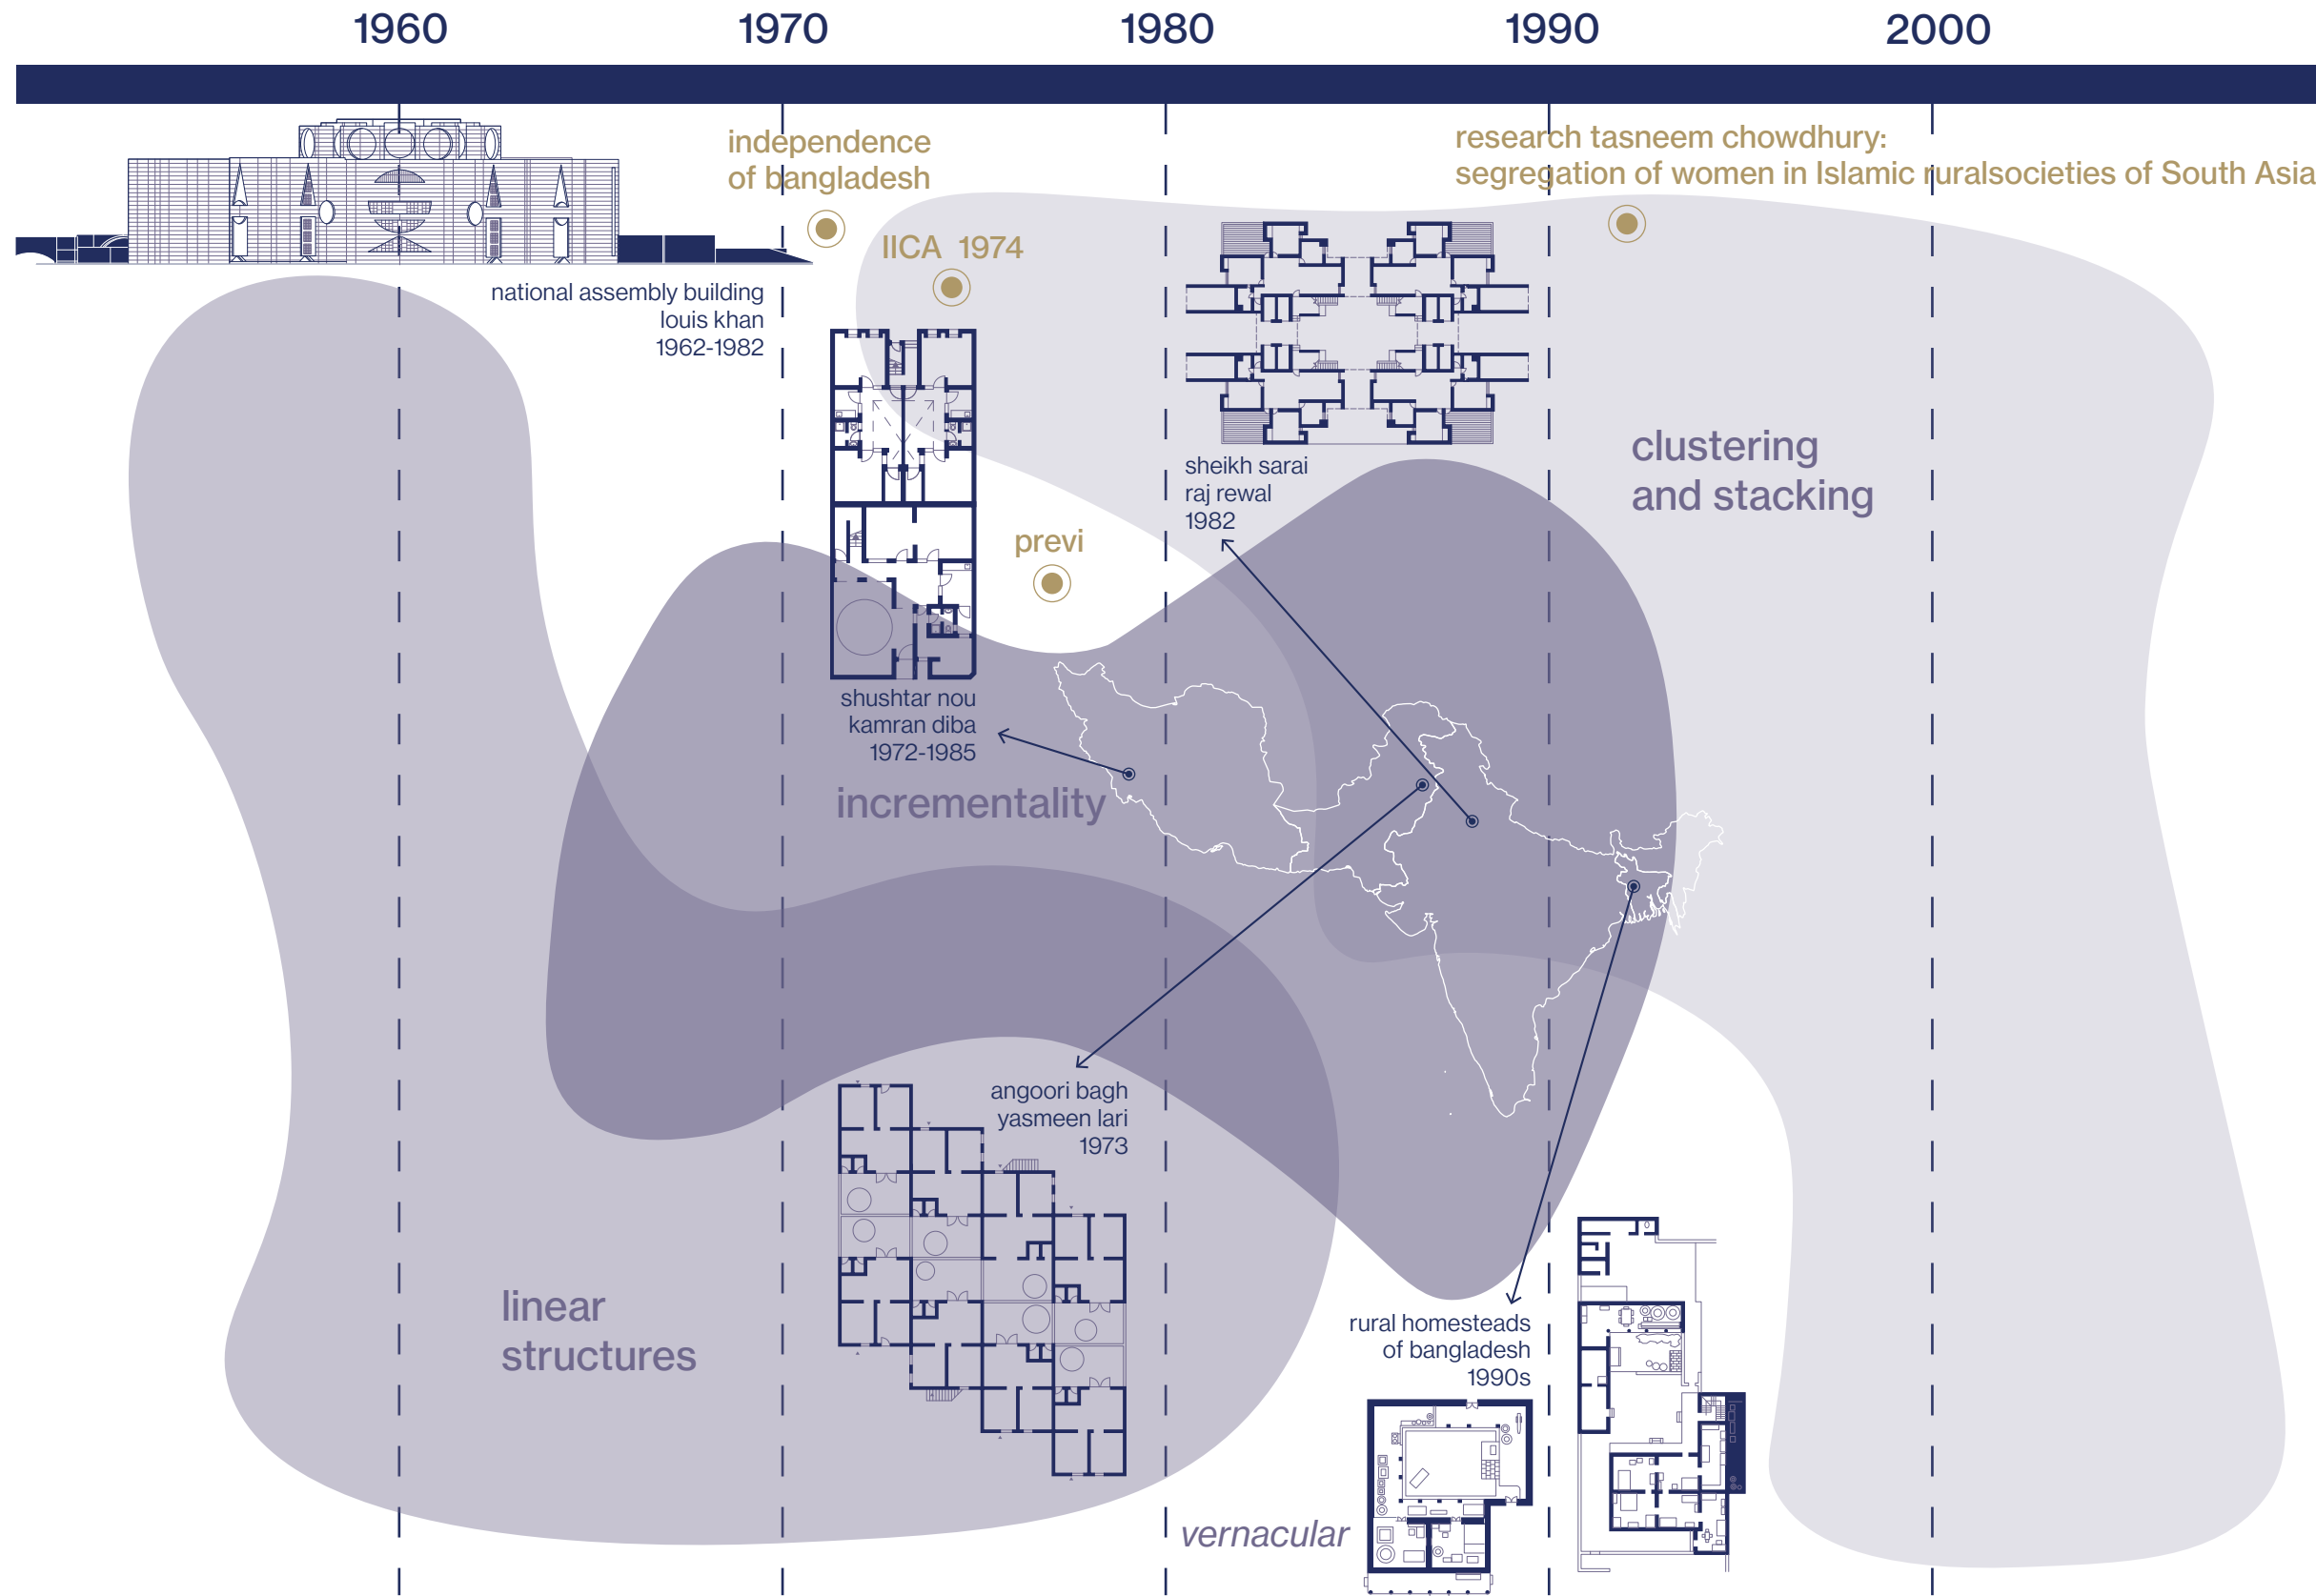 1960
1970
1980
1990
2000
independence
of bangladesh
research tasneem chowdhury:
segregation of women in Islamic ruralsocieties of South Asia
IICA 1974
national assembly building
louis khan
1962-1982
clustering
and stacking
sheikh sarai
raj rewal
1982
previ
shushtar nou
kamran diba
1972-1985
incrementality
angoori bagh
yasmeen lari
1973
linear
structures
rural homesteads
of bangladesh
1990s
vernacular